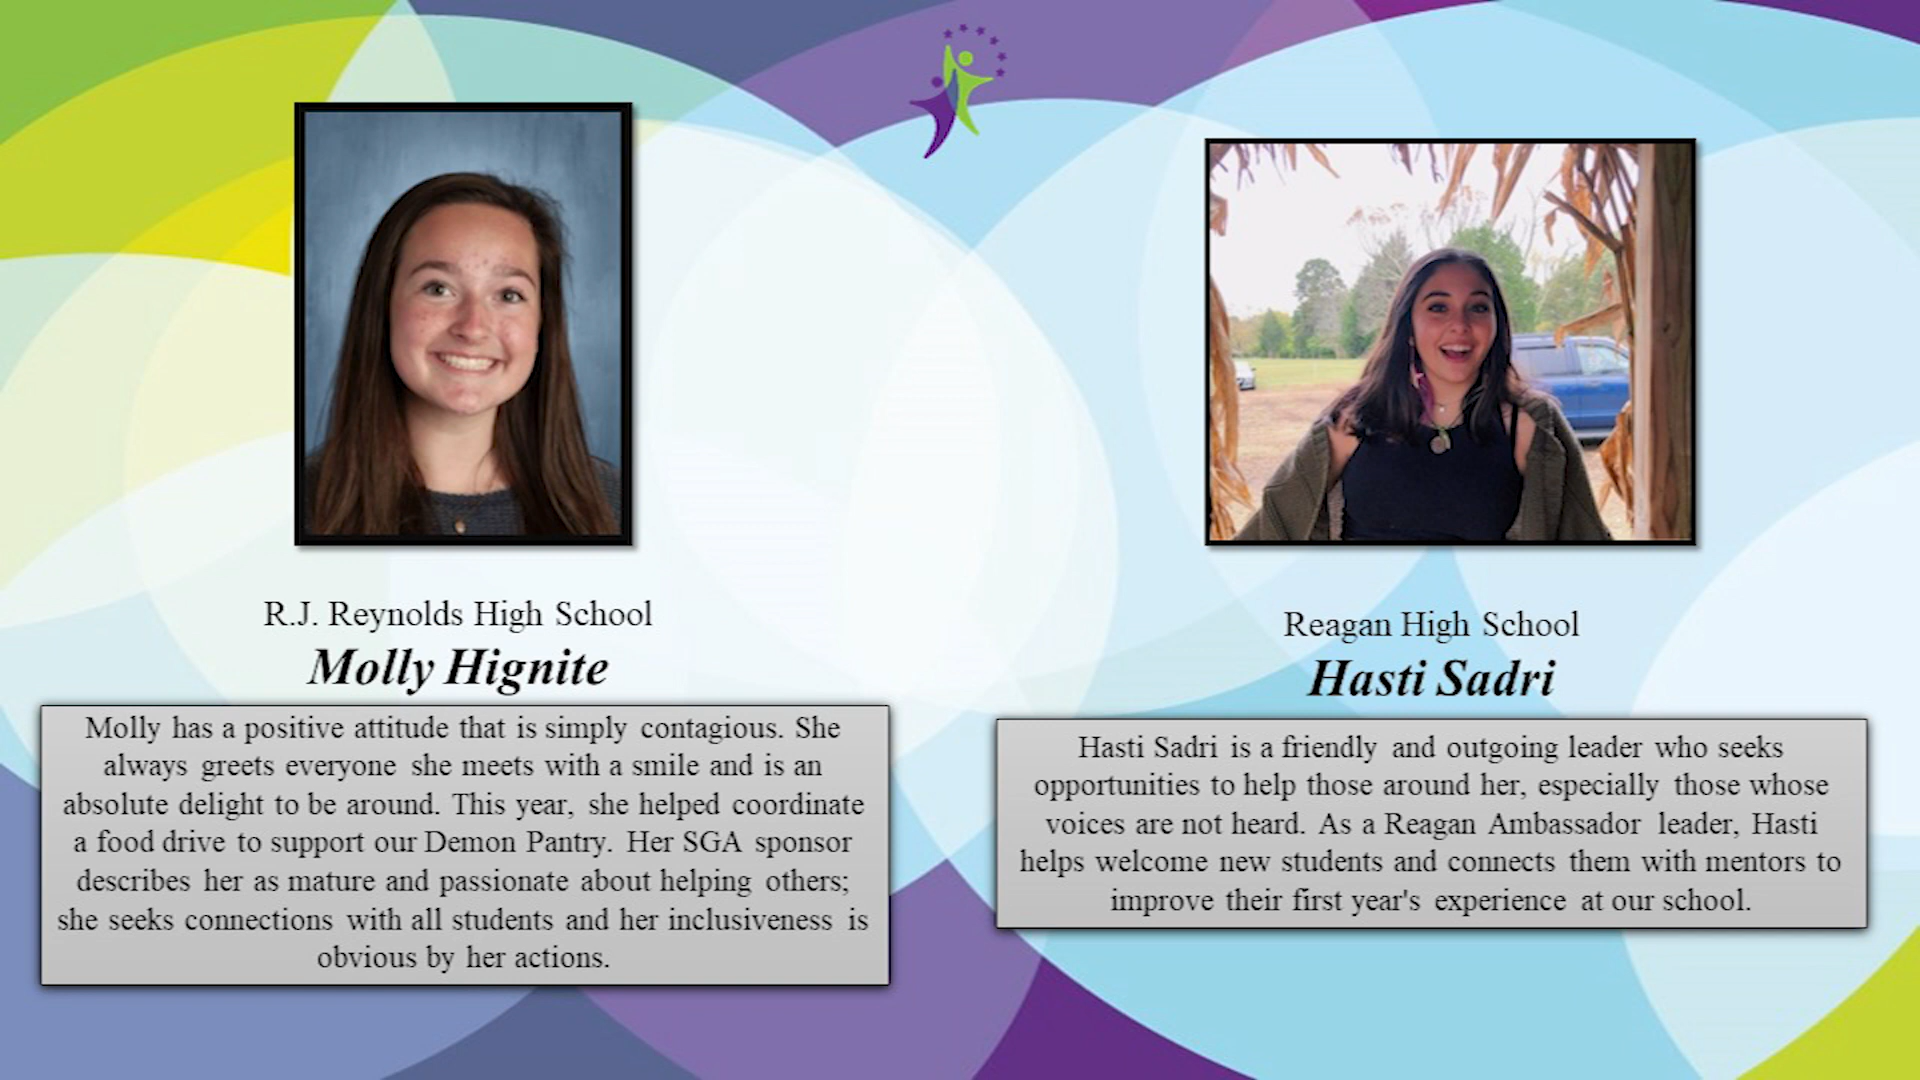 R.J. Reynolds High School
Molly Hignite
Molly has a positive attitude that is simply contagious. She
always greets everyone she meets with a smile and is an
absolute delight to be around. This year, she helped coordinate
a food drive to support our Demon Pantry. Her SGA sponsor
describes her as mature and passionate about helping others;
she seeks connections with all students and her inclusiveness is
obvious by her actions.
Reagan High School
Hasti Sadri
Hasti Sadri is a friendly and outgoing leader who seeks
opportunities to help those around her, especially those whose
voices are not heard. As a Reagan Ambassador leader, Hasti
helps welcome new students and connects them with mentors to
improve their first year's experience at our school.